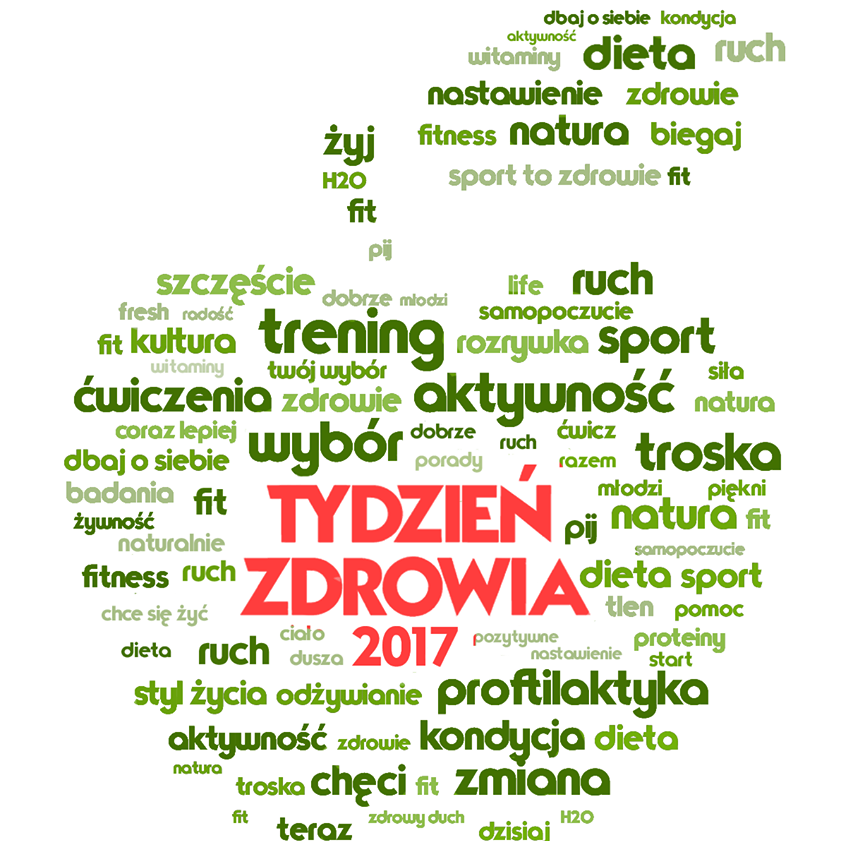 dbaj o siebie kondycja
aktywność
witaminy dieta ruch
nastawienie zdrowie
żyj fitness natura biegaj
H2O sport to zdrowie fit
fit
pij
szczęście life ruch
dobrze młodzi
fresh radość trening samopoczucie
fit kultura rozrywka sport
witaminy twój wybór siła
ćwiczenia zdrowie aktywność natura
coraz lepiej wybór dobrze ruch ćwicz troska
dbaj o siebie porady razem
badania fit TYDZIEŃ młodzi piękni
żywność pij natura fit
naturalnie samopoczucie
fitness ruch ZDROWIA dieta sport
chce się żyć tlen pomoc
ciało 2017 pozytywne proteiny
dieta ruch dusza nastawienie start
styl życia odżywianie proftilaktyka
aktywność zdrowie kondycja dieta
natura troska chęci fit zmiana
fit teraz zdrowy duch dzisiaj H2O